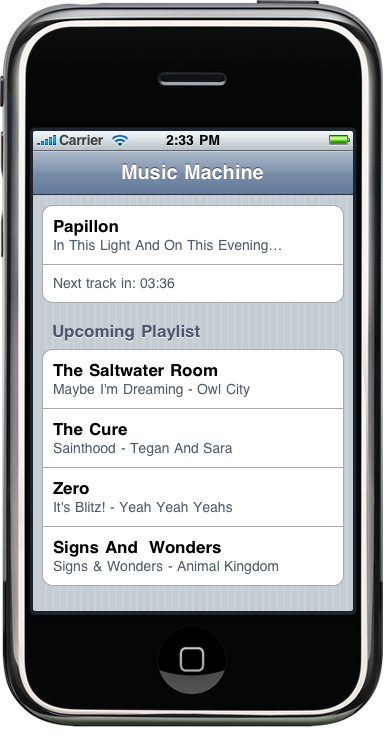 Carrier 2:33 PM
Music Machine
Papillon
In This Light And On This Evening…
Next track in: 03:36
Upcoming Playlist
The Saltwater Room
Maybe I'm Dreaming - Owl City
The Cure
Sainthood - Tegan And Sara
Zero
It's Blitz! - Yeah Yeah Yeahs
Signs And  Wonders
Signs & Wonders - Animal Kingdom